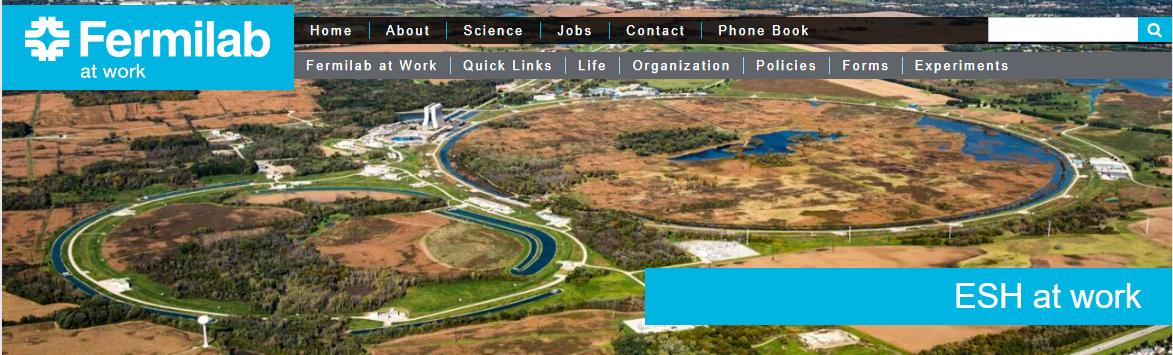 Fermilab
at work
Home About Science Jobs Contact Phone Book
Fermilab at Work Quick Links Life Organization Policies Forms Experiments
ESH at work